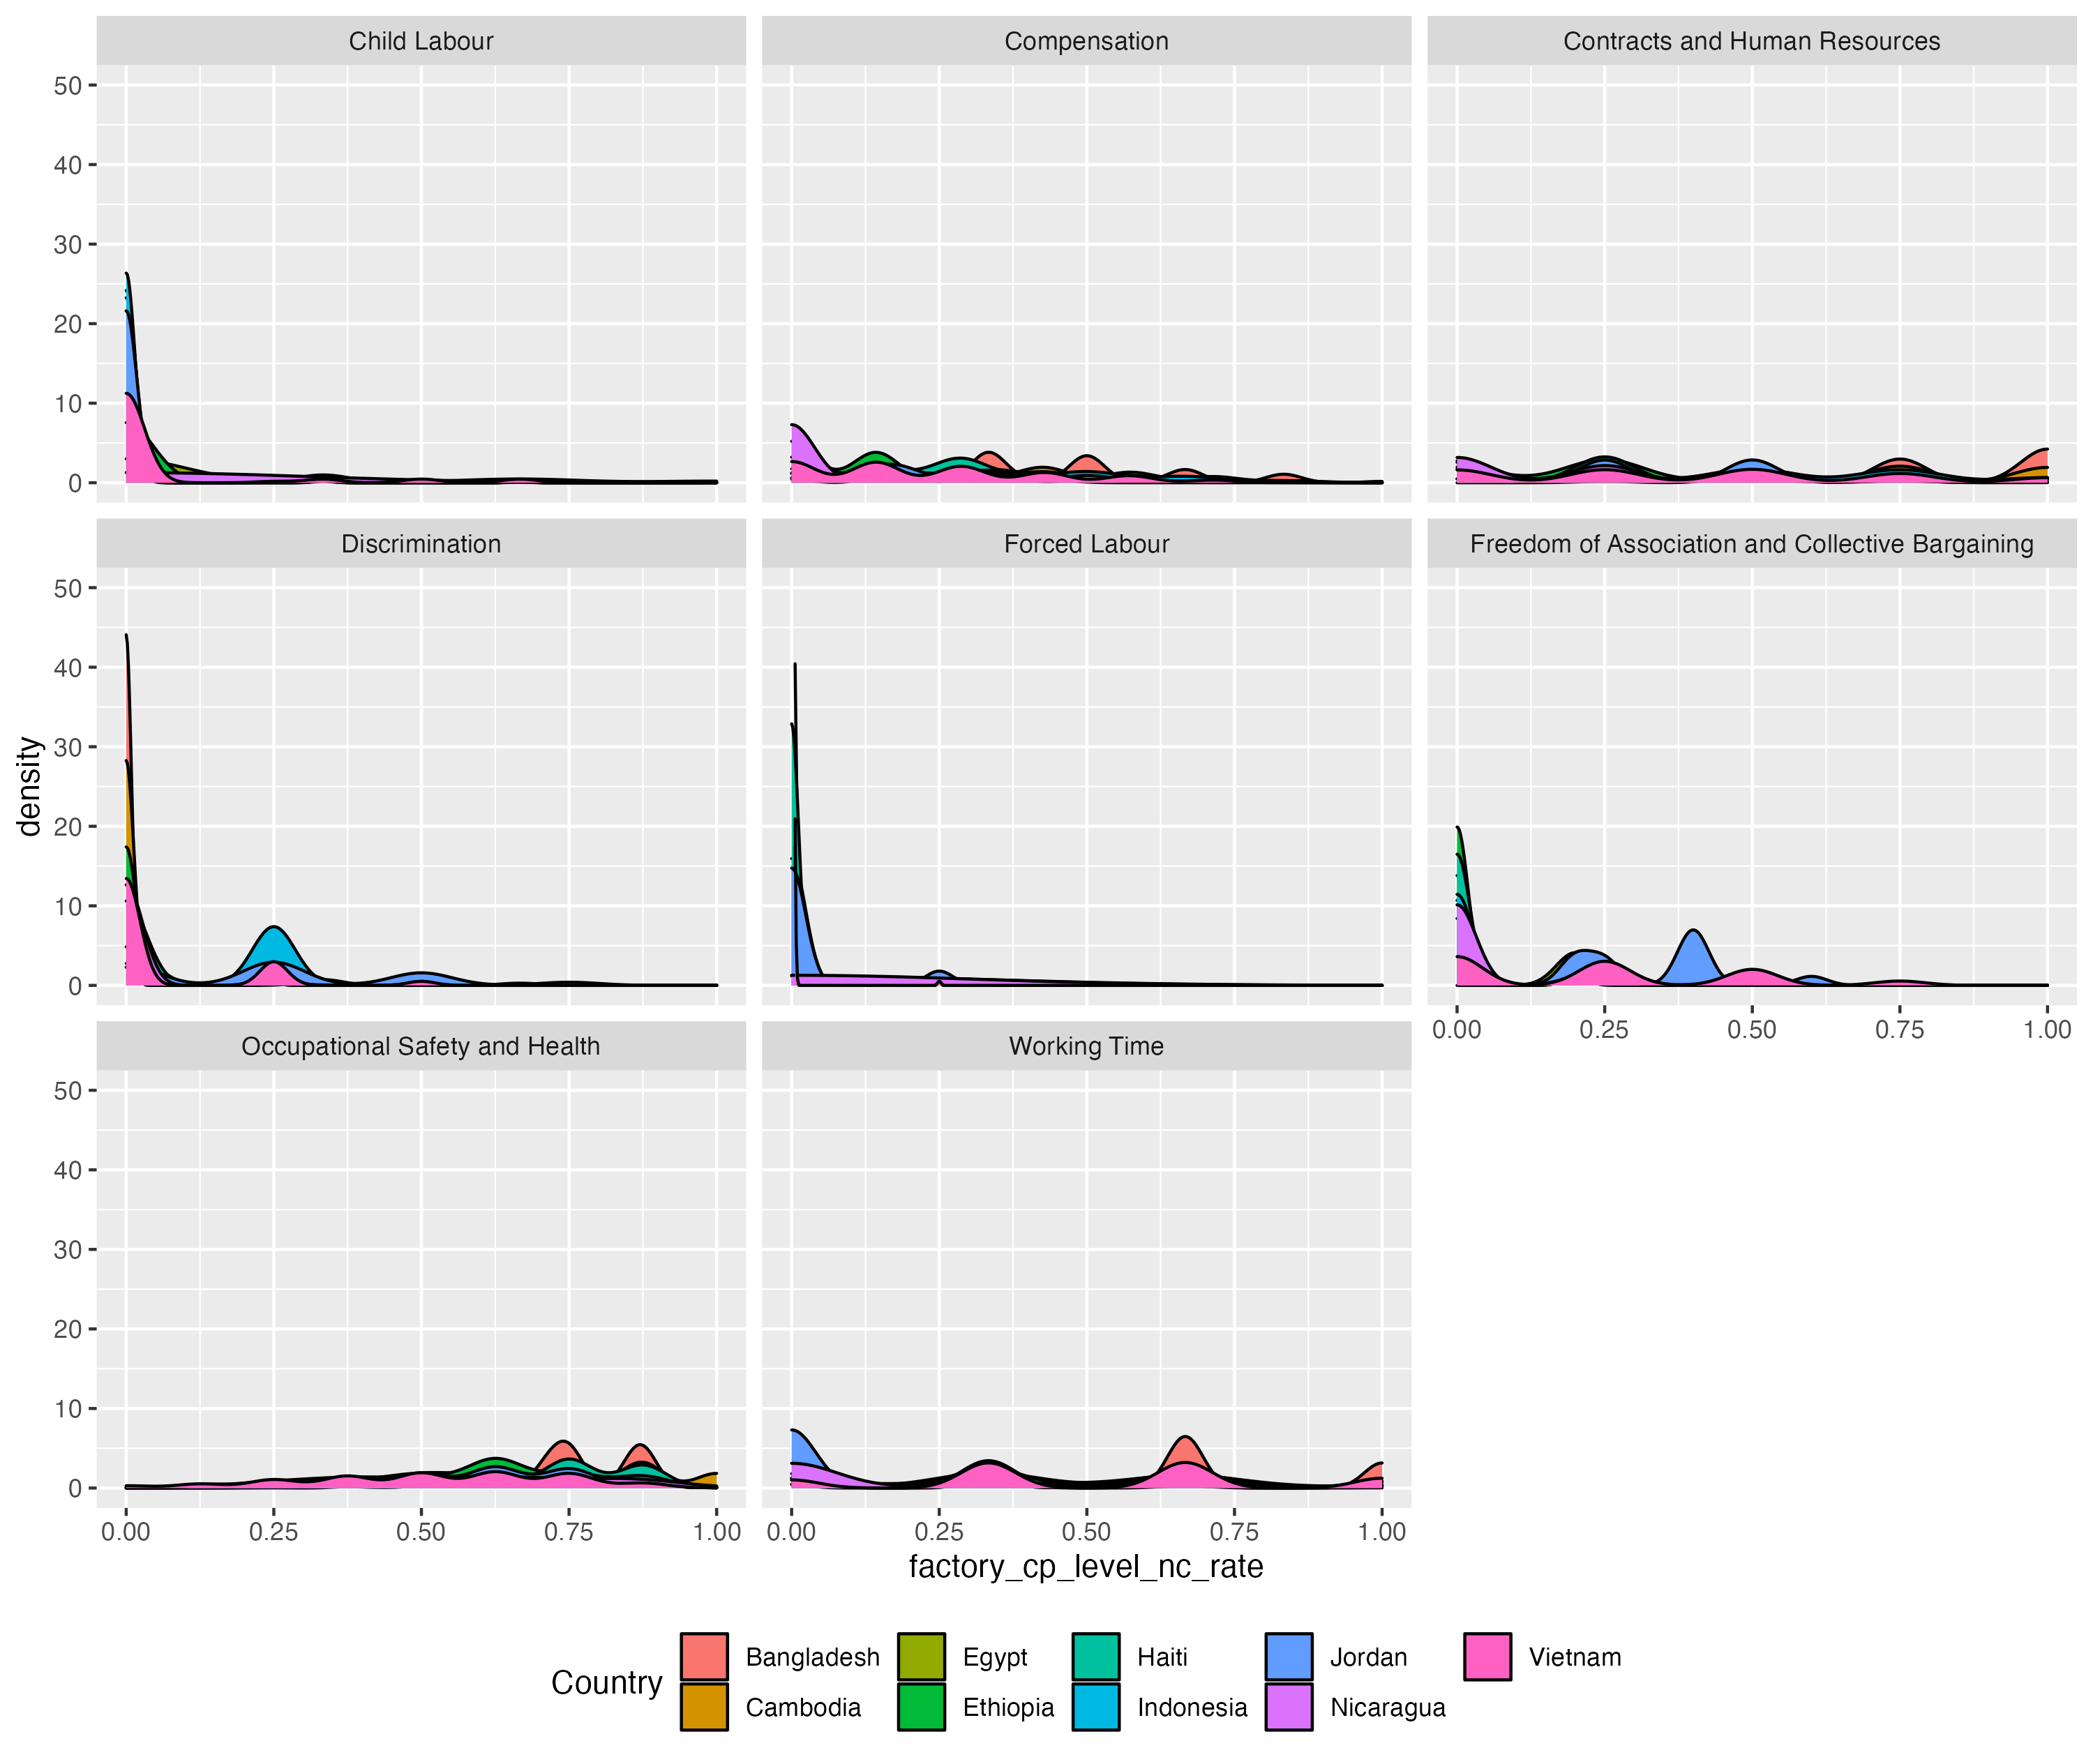 Child Labour
Compensation
Contracts and Human Resources
50
40
30
20
10
0
Discrimination
Forced Labour
Freedom of Association and Collective Bargaining
50
40
30
20
10
0
0.00 0.25 0.50 0.75 1.00
Occupational Safety and Health
Working Time
50
40
30
20
10
0
0.00 0.25 0.50 0.75 1.00
0.00 0.25 0.50 0.75 1.00
density
factory_cp_level_nc_rate
Country
Bangladesh
Egypt
Haiti
Jordan
Vietnam
Cambodia
Ethiopia
Indonesia
Nicaragua